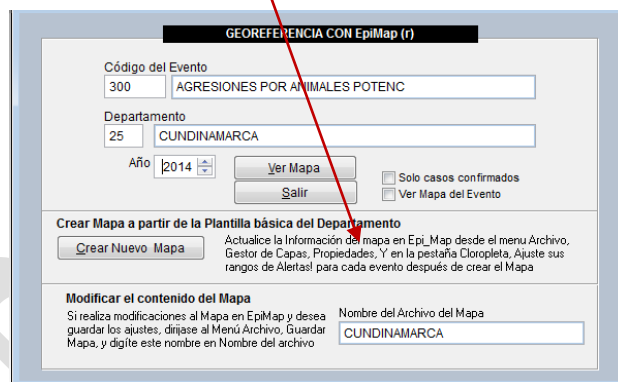 GEOREFERENCIA CON EpiMap (r)
Código del Evento
300 AGRESIONES POR ANIMALES POTENC
Departamento
25 CUNDINAMARCA
Año 2014 Ver Mapa Solo casos confirmados
Salir Ver Mapa del Evento
Crear Mapa a partir de la Plantilla básica del Departamento
Crear Nuevo Mapa
Actualice la Información del mapa en Epi_Map desde el menu Archivo,
Gestor de Capas, Propiedades, Y en la pestaña Cloropleta, Ajuste sus
rangos de Alertas! para cada evento después de crear el Mapa
Modificar el contenido del Mapa
Si realiza modificaciones al Mapa en EpiMap y desea
guardar los ajustes, dirijase al Menú Archivo, Guardar
Mapa, y digíte este nombre en Nombre del archivo
Nombre del Archivo del Mapa
CUNDINAMARCA